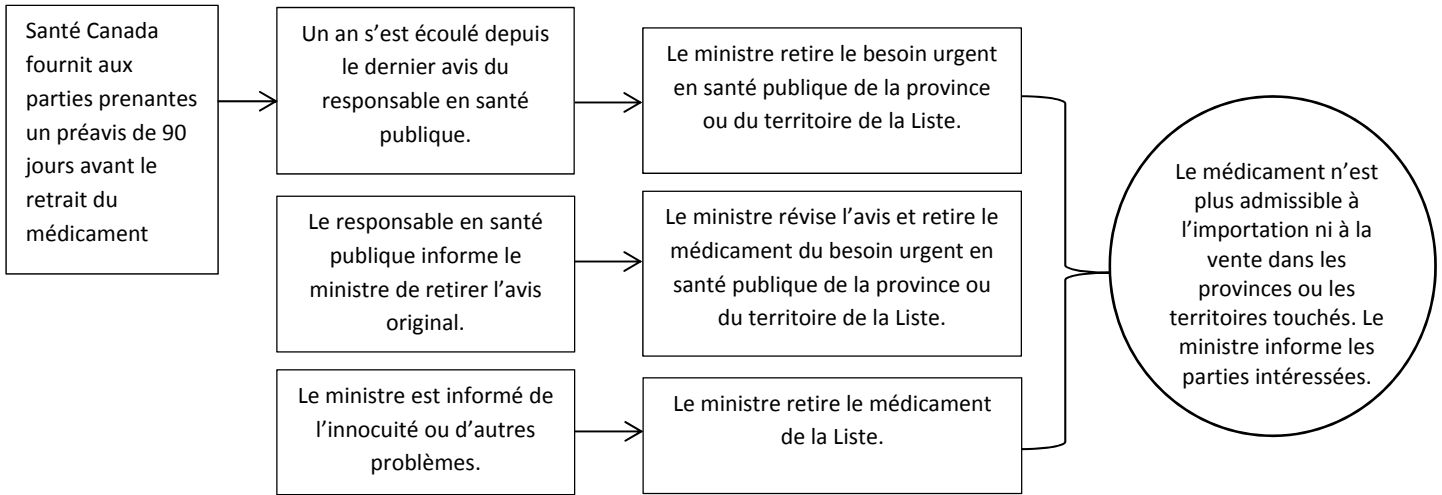 Santé Canada
fournit aux
parties prenantes
un préavis de 90
jours avant le
retrait du
médicament
Un an s’est écoulé depuis
le dernier avis du
responsable en santé
publique.
Le ministre retire le besoin urgent
en santé publique de la province
ou du territoire de la Liste.
Le responsable en santé
publique informe le
ministre de retirer l’avis
original.
Le ministre révise l’avis et retire le
médicament du besoin urgent en
santé publique de la province ou
du territoire de la Liste.
Le ministre est informé de
l’innocuité ou d’autres
problèmes.
Le ministre retire le médicament
de la Liste.
Le médicament n’est
plus admissible à
l’importation ni à la
vente dans les
provinces ou les
territoires touchés. Le
ministre informe les
parties intéressées.